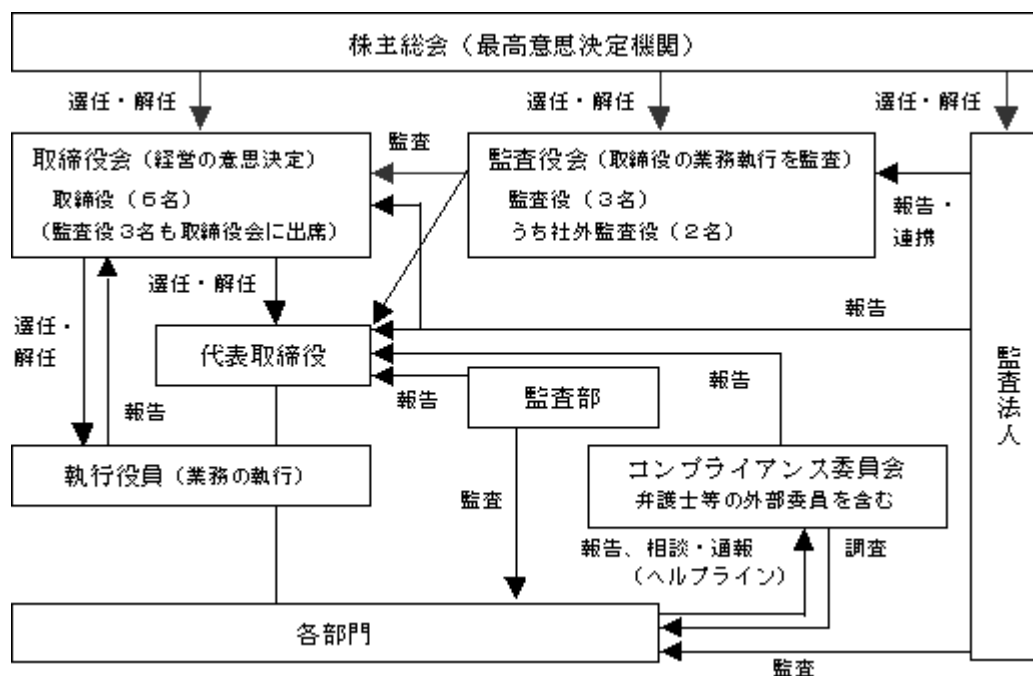 株主総会（最高意思決定機関）
選任・解任
選任・解任
選任・解任
取締役会（経営の意思決定）
取締役（６名）
（監査役３名も取締役会に出席）
監査
監査役会（取締役の業務執行を監査）
監査役（３名）
うち社外監査役（２名）
報告・
連携
選任・解任
選任・
解任
報告
代表取締役
報告
監査部
報告
報告
監査法人
執行役員（業務の執行）
監査
コンプライアンス委員会
弁護士等の外部委員を含む
報告、相談・通報
（ヘルプライン）
調査
各部門
監査